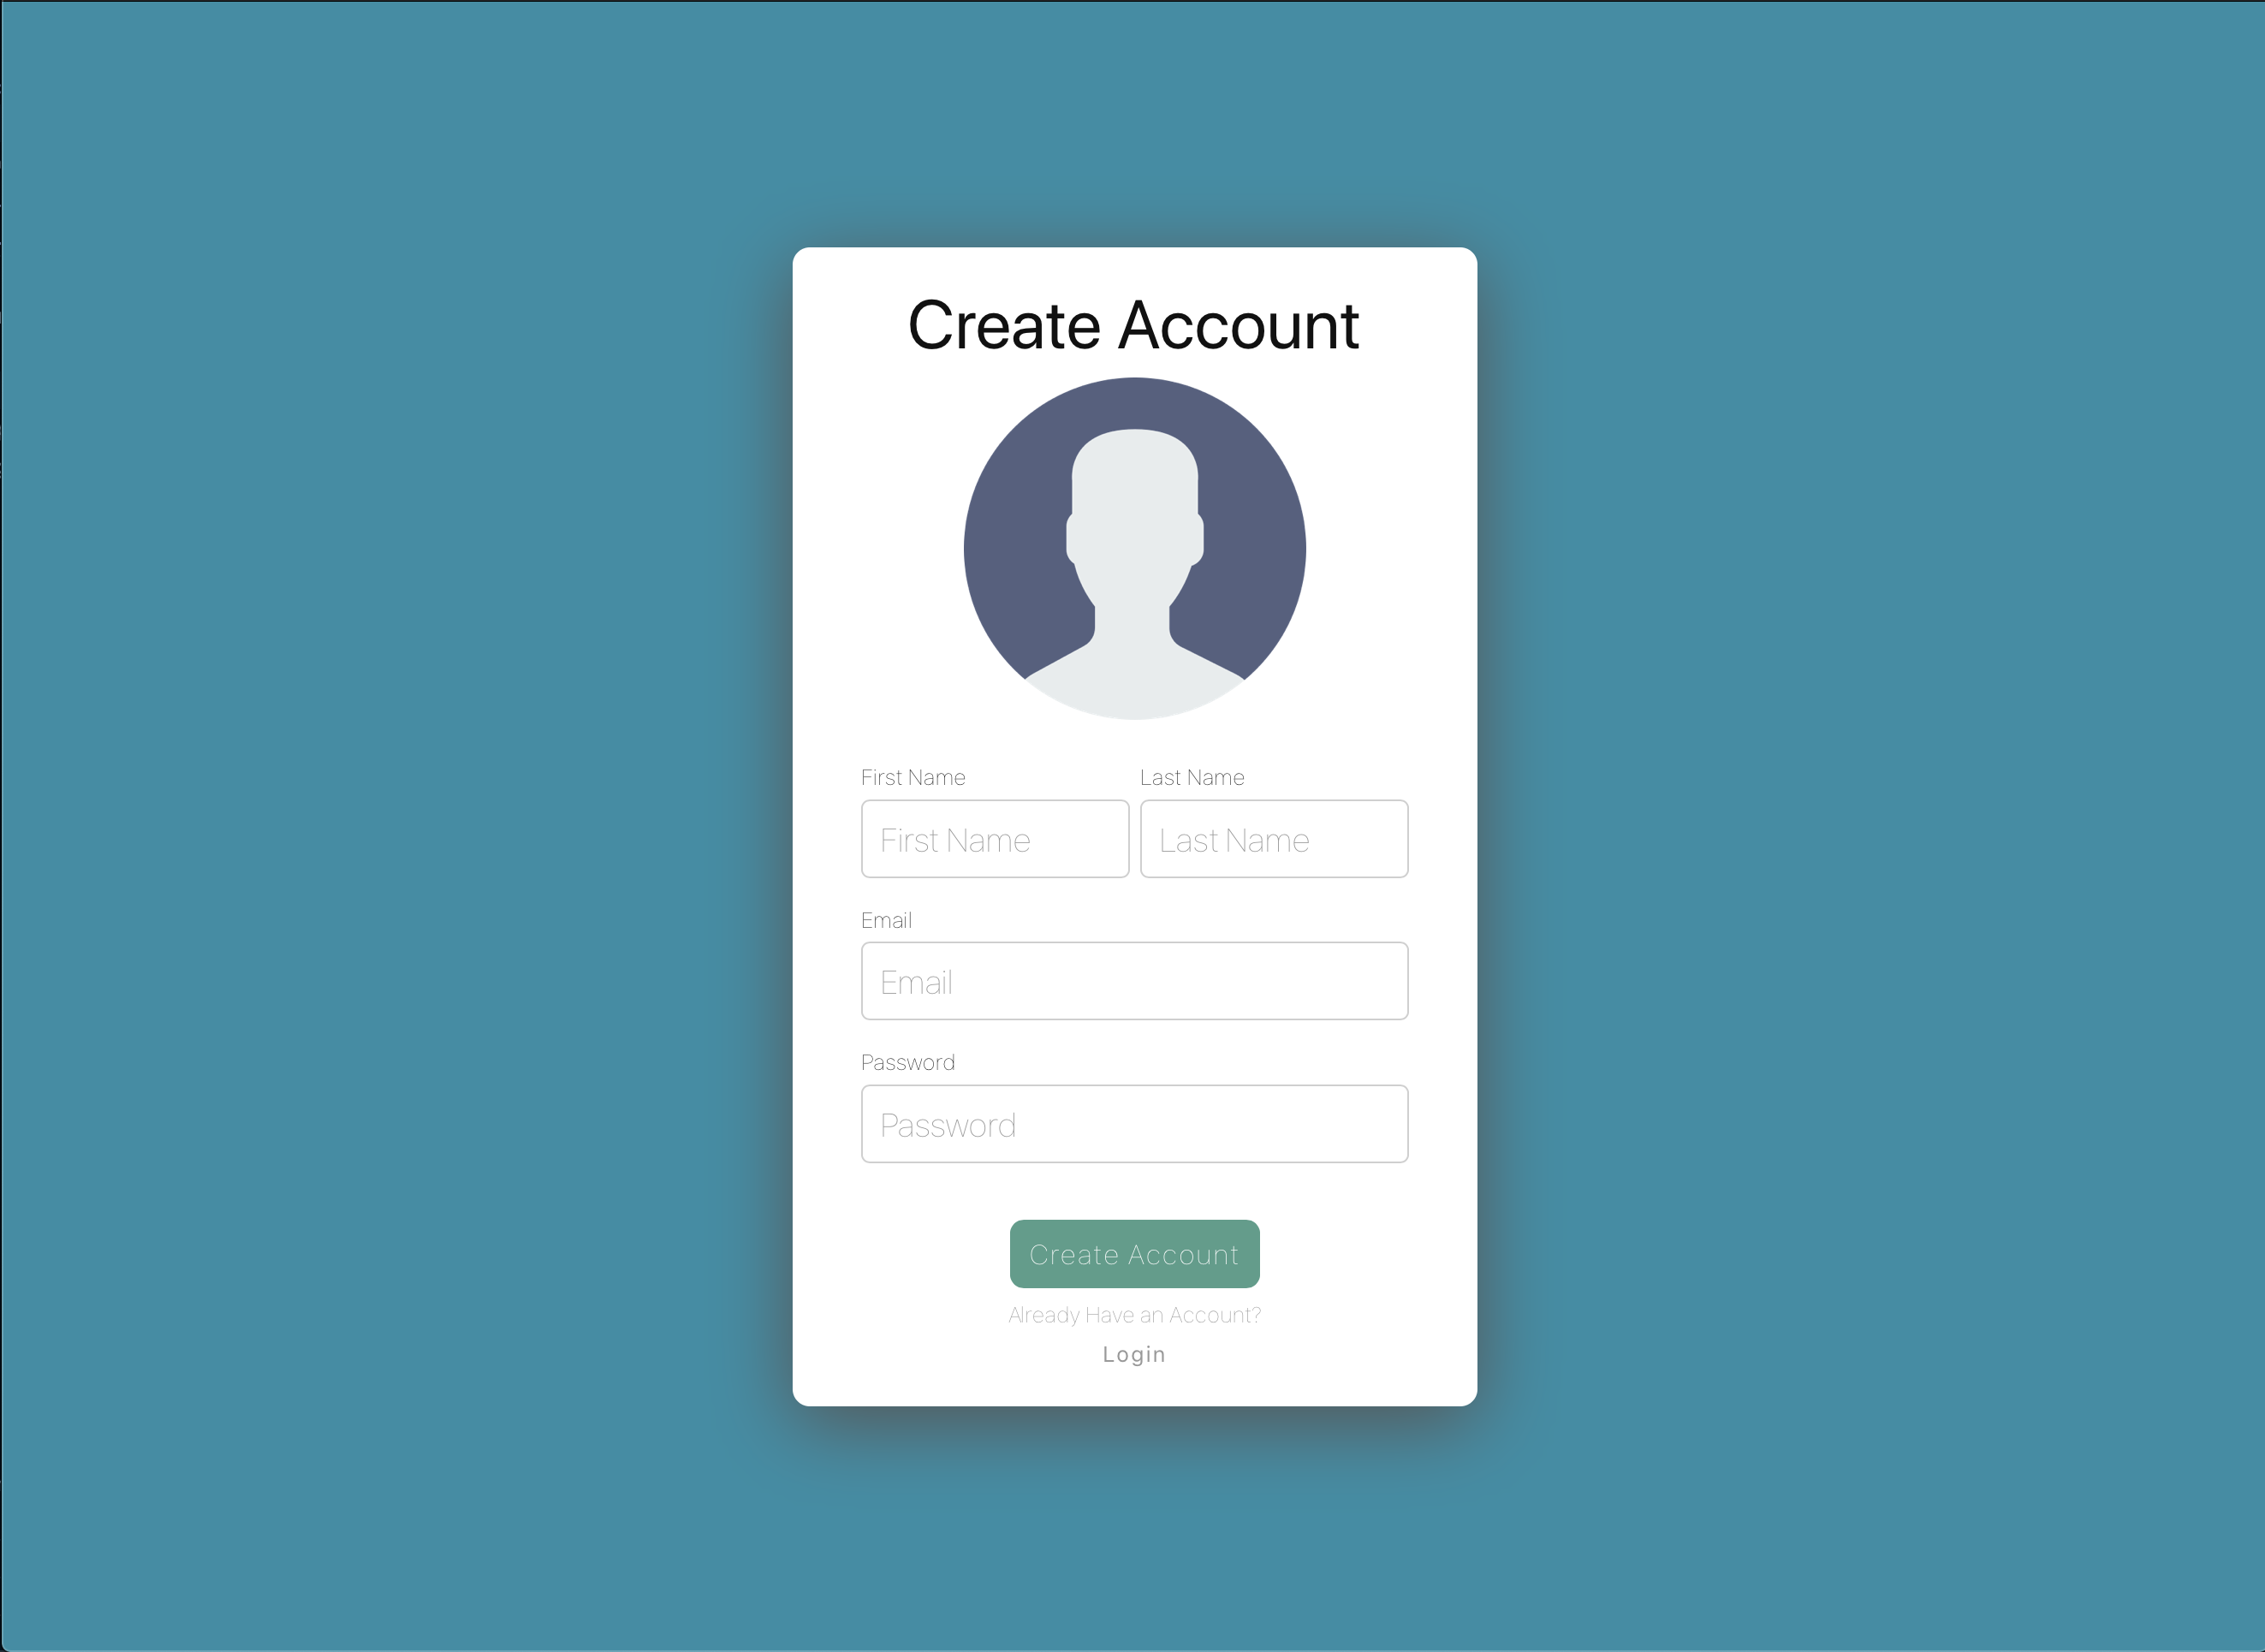 Create Account
First Name Last Name
First Name Last Name
Email
Email
Password
Password
Create Account
Already Have an Account?
Login